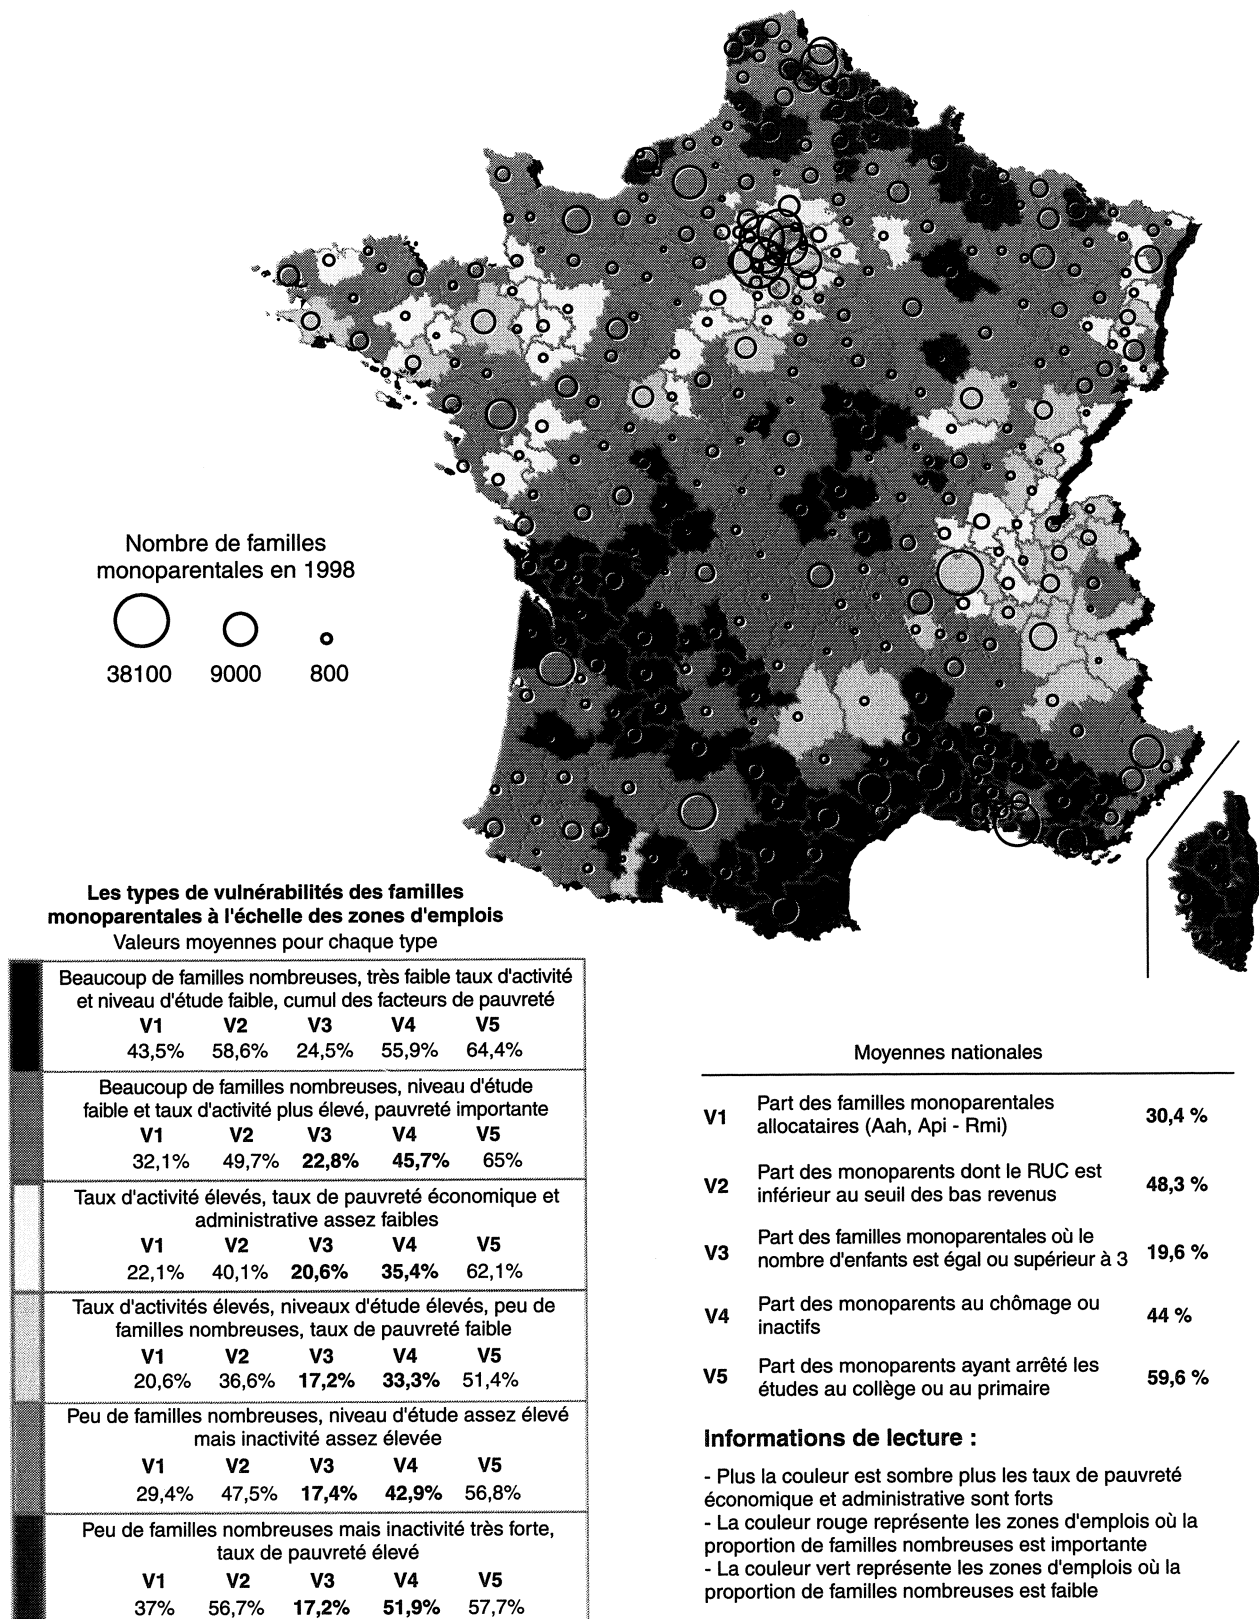 Nombre de familles
monoparentales en 1998
38100 9000 800
Les types de vulnérabilités des familles
monoparentales à l'échelle des zones d'emplois
Valeurs moyennes pour chaque type
Beaucoup de familles nombreuses, très faible taux d'activité
et niveau d'étude faible, cumul des facteurs de pauvreté
V1 V2 V3 V4 V5
43,5% 58,6% 24,5% 55,9% 64,4%
Beaucoup de familles nombreuses, niveau d'étude
faible et taux d'activité plus élevé, pauvreté importante
V1 V2 V3 V4 V5
32,1% 49,7% 22,8% 45,7% 65%
Taux d'activité élevés, taux de pauvreté économique et
administrative assez faibles
V1 V2 V3 V4 V5
22,1% 40,1% 20,6% 35,4% 62,1%
Taux d'activités élevés, niveaux d'étude élevés, peu de
familles nombreuses, taux de pauvreté faible
V1 V2 V3 V4 V5
20,6% 36,6% 17,2% 33,3% 51,4%
Peu de familles nombreuses, niveau d'étude assez élevé
mais inactivité assez élevée
V1 V2 V3 V4 V5
29,4% 47,5% 17,4% 42,9% 56,8%
Peu de familles nombreuses mais inactivité très forte,
taux de pauvreté élevé
V1 V2 V3 V4 V5
37% 56,7% 17,2% 51,9% 57,7%
Moyennes nationales
V1 Part des familles monoparentales
allocataires (Aah, Api - Rmi) 30,4 %
V2 Part des monoparents dont le RUC est
inférieur au seuil des bas revenus 48,3 %
V3 Part des familles monoparentales où le
nombre d'enfants est égal ou supérieur à 3 19,6 %
V4 Part des monoparents au chômage ou
inactifs 44 %
V5 Part des monoparents ayant arrêté les
études au collège ou au primaire 59,6 %
Informations de lecture :
- Plus la couleur est sombre plus les taux de pauvreté
économique et administrative sont forts
- La couleur rouge représente les zones d'emplois où la
proportion de familles nombreuses est importante
- La couleur vert représente les zones d'emplois où la
proportion de familles nombreuses est faible